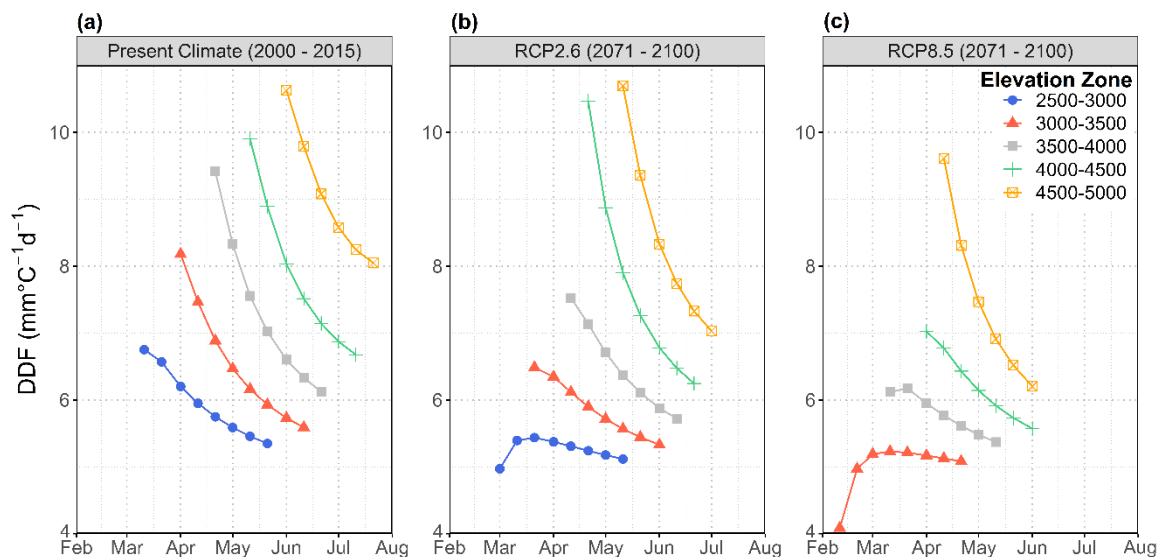 (a)
(b)
(c)
Present Climate (2000 - 2015)
RCP2.6 (2071 - 2100)
RCP8.5 (2071 - 2100)
Elevation Zone
2500-3000
3000-3500
3500-4000
4000-4500
4500-5000
DDF (mm°C⁻¹d⁻¹)
10
8
6
4
Feb Mar Apr May Jun Jul Aug
10
8
6
4
Feb Mar Apr May Jun Jul Aug
10
8
6
4
Feb Mar Apr May Jun Jul Aug